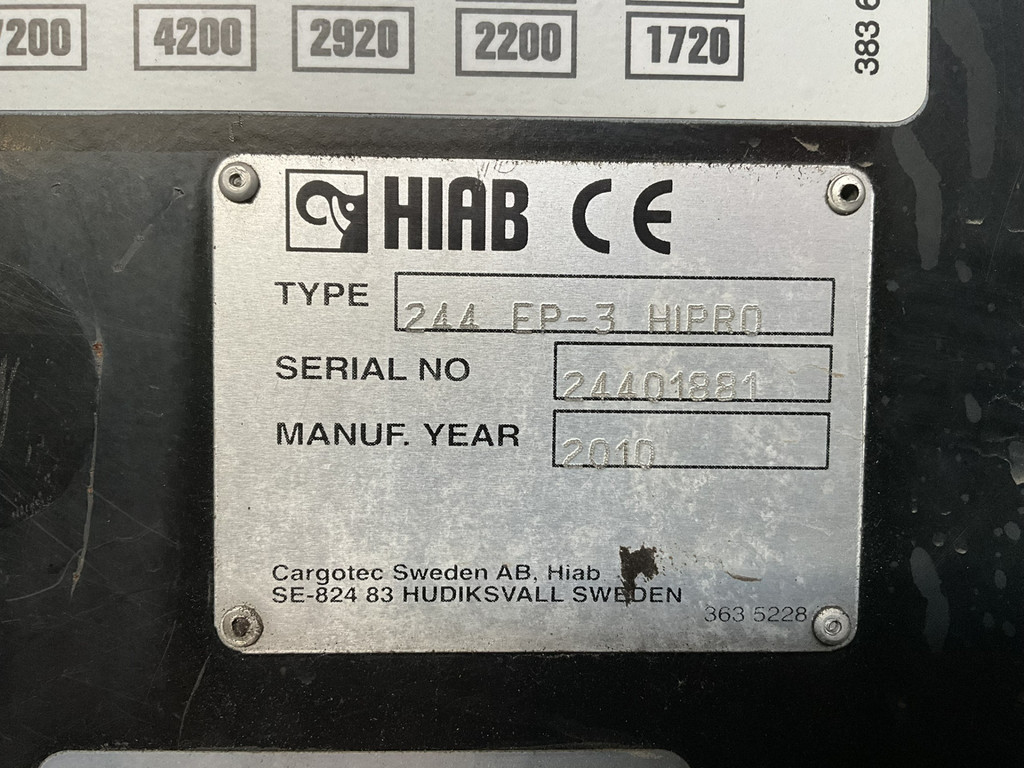 7200 4200 2920 2200 1720
383 6
HIAB CE
TYPE 244 EP-3 HIPRO
SERIAL NO 24401881
MANUF. YEAR 2010
Cargotec Sweden AB, Hiab
SE-824 83 HUDIKSVALL SWEDEN
363 5228